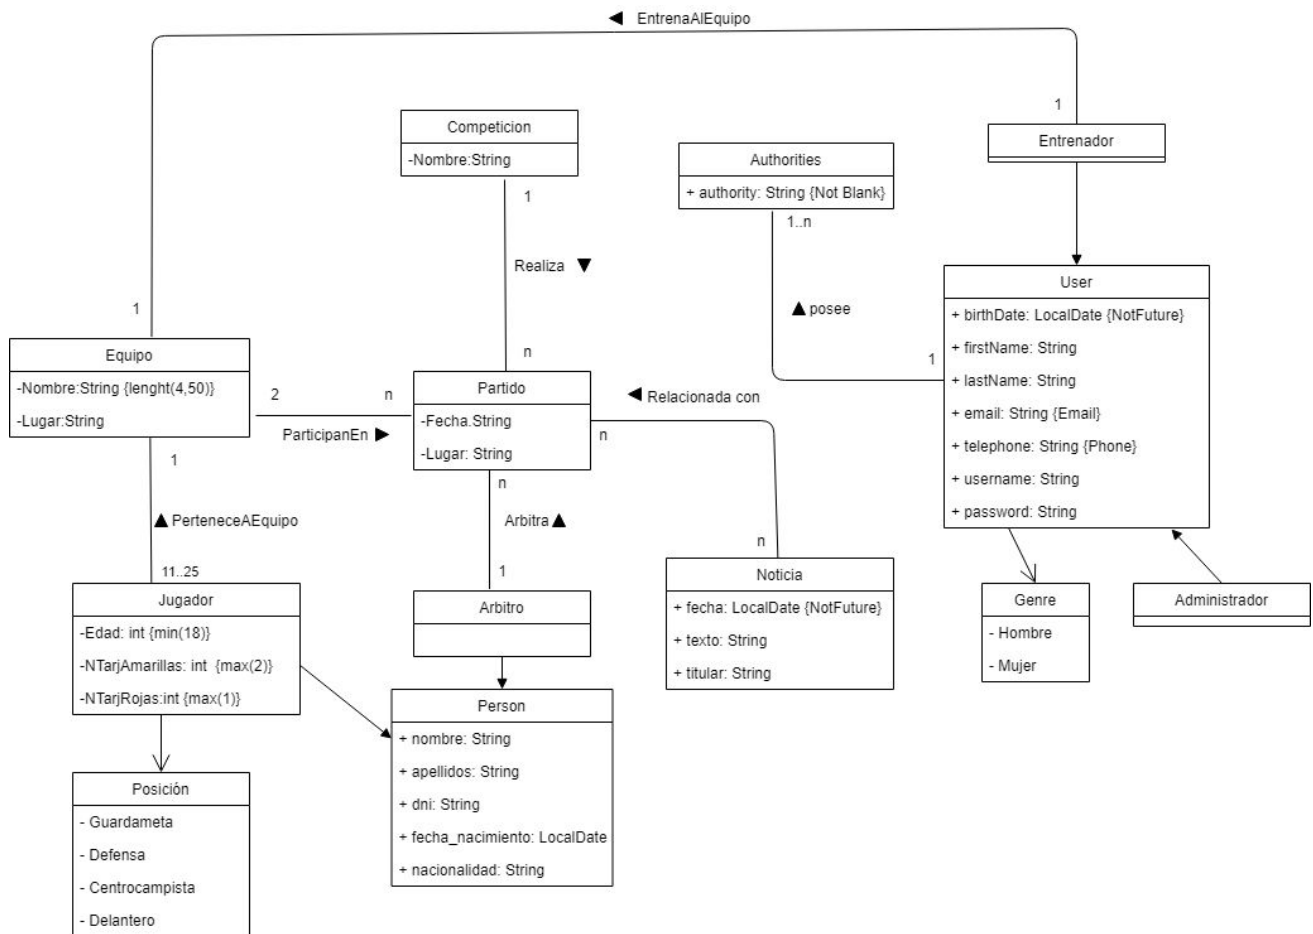 EntrenaAlEquipo
1
Competicion
-Nombre:String
1
Authorities
+ authority: String {Not Blank}
1..n
Entrenador
Realiza
posee
1
n
1
User
+ birthDate: LocalDate {NotFuture}
+ firstName: String
+ lastName: String
+ email: String {Email}
+ telephone: String {Phone}
+ username: String
+ password: String
Equipo
-Nombre:String {lenght(4,50)}
-Lugar:String
2
n
ParticipanEn
Partido
-Fecha.String
-Lugar: String
Relacionada con
n
1
PerteneceAEquipo
11..25
n
Arbitra
1
n
Jugador
-Edad: int {min(18)}
-NTarjAmarillas: int {max(2)}
-NTarjRojas:int {max(1)}
Arbitro
Noticia
+ fecha: LocalDate {NotFuture}
+ texto: String
+ titular: String
Genre
- Hombre
- Mujer
Administrador
Person
+ nombre: String
+ apellidos: String
+ dni: String
+ fecha_nacimiento: LocalDate
+ nacionalidad: String
Posición
- Guardameta
- Defensa
- Centrocampista
- Delantero